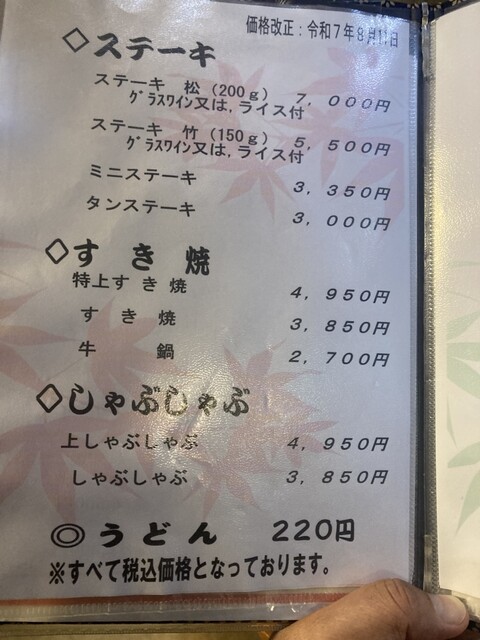 価格改正：令和７年８月１１日
◇ステーキ
ステーキ 松（200ｇ） ７，０００円
ｸﾞﾗｽﾜｲﾝ又は，ライス付
ステーキ 竹（150ｇ） ５，５００円
ｸﾞﾗｽﾜｲﾝ又は，ライス付
ミニステーキ ３，３５０円
タンステーキ ３，０００円
◇すき焼
特上すき焼 ４，９５０円
すき焼 ３，８５０円
牛鍋 ２，７００円
◇しゃぶしゃぶ
上しゃぶしゃぶ ４，９５０円
しゃぶしゃぶ ３，８５０円
◎うどん ２２０円
※すべて税込価格となっております。